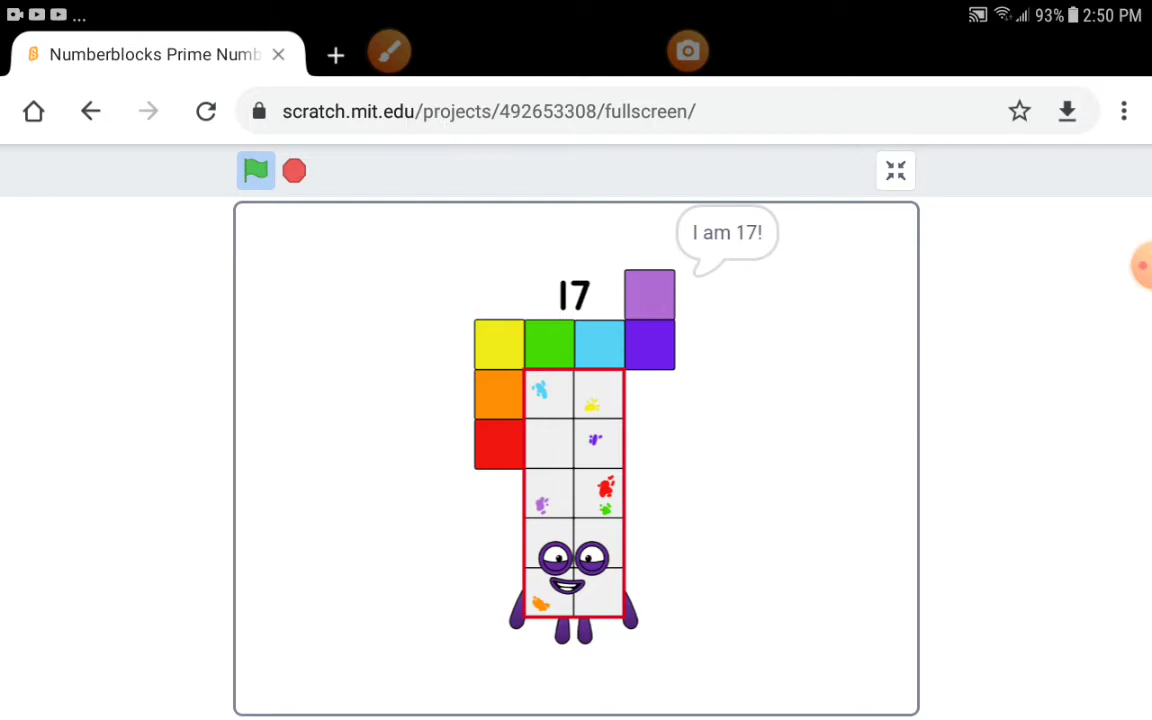 ...
93% 2:50 PM
Numberblocks Prime Numb
scratch.mit.edu/projects/492653308/fullscreen/
I am 17!
17